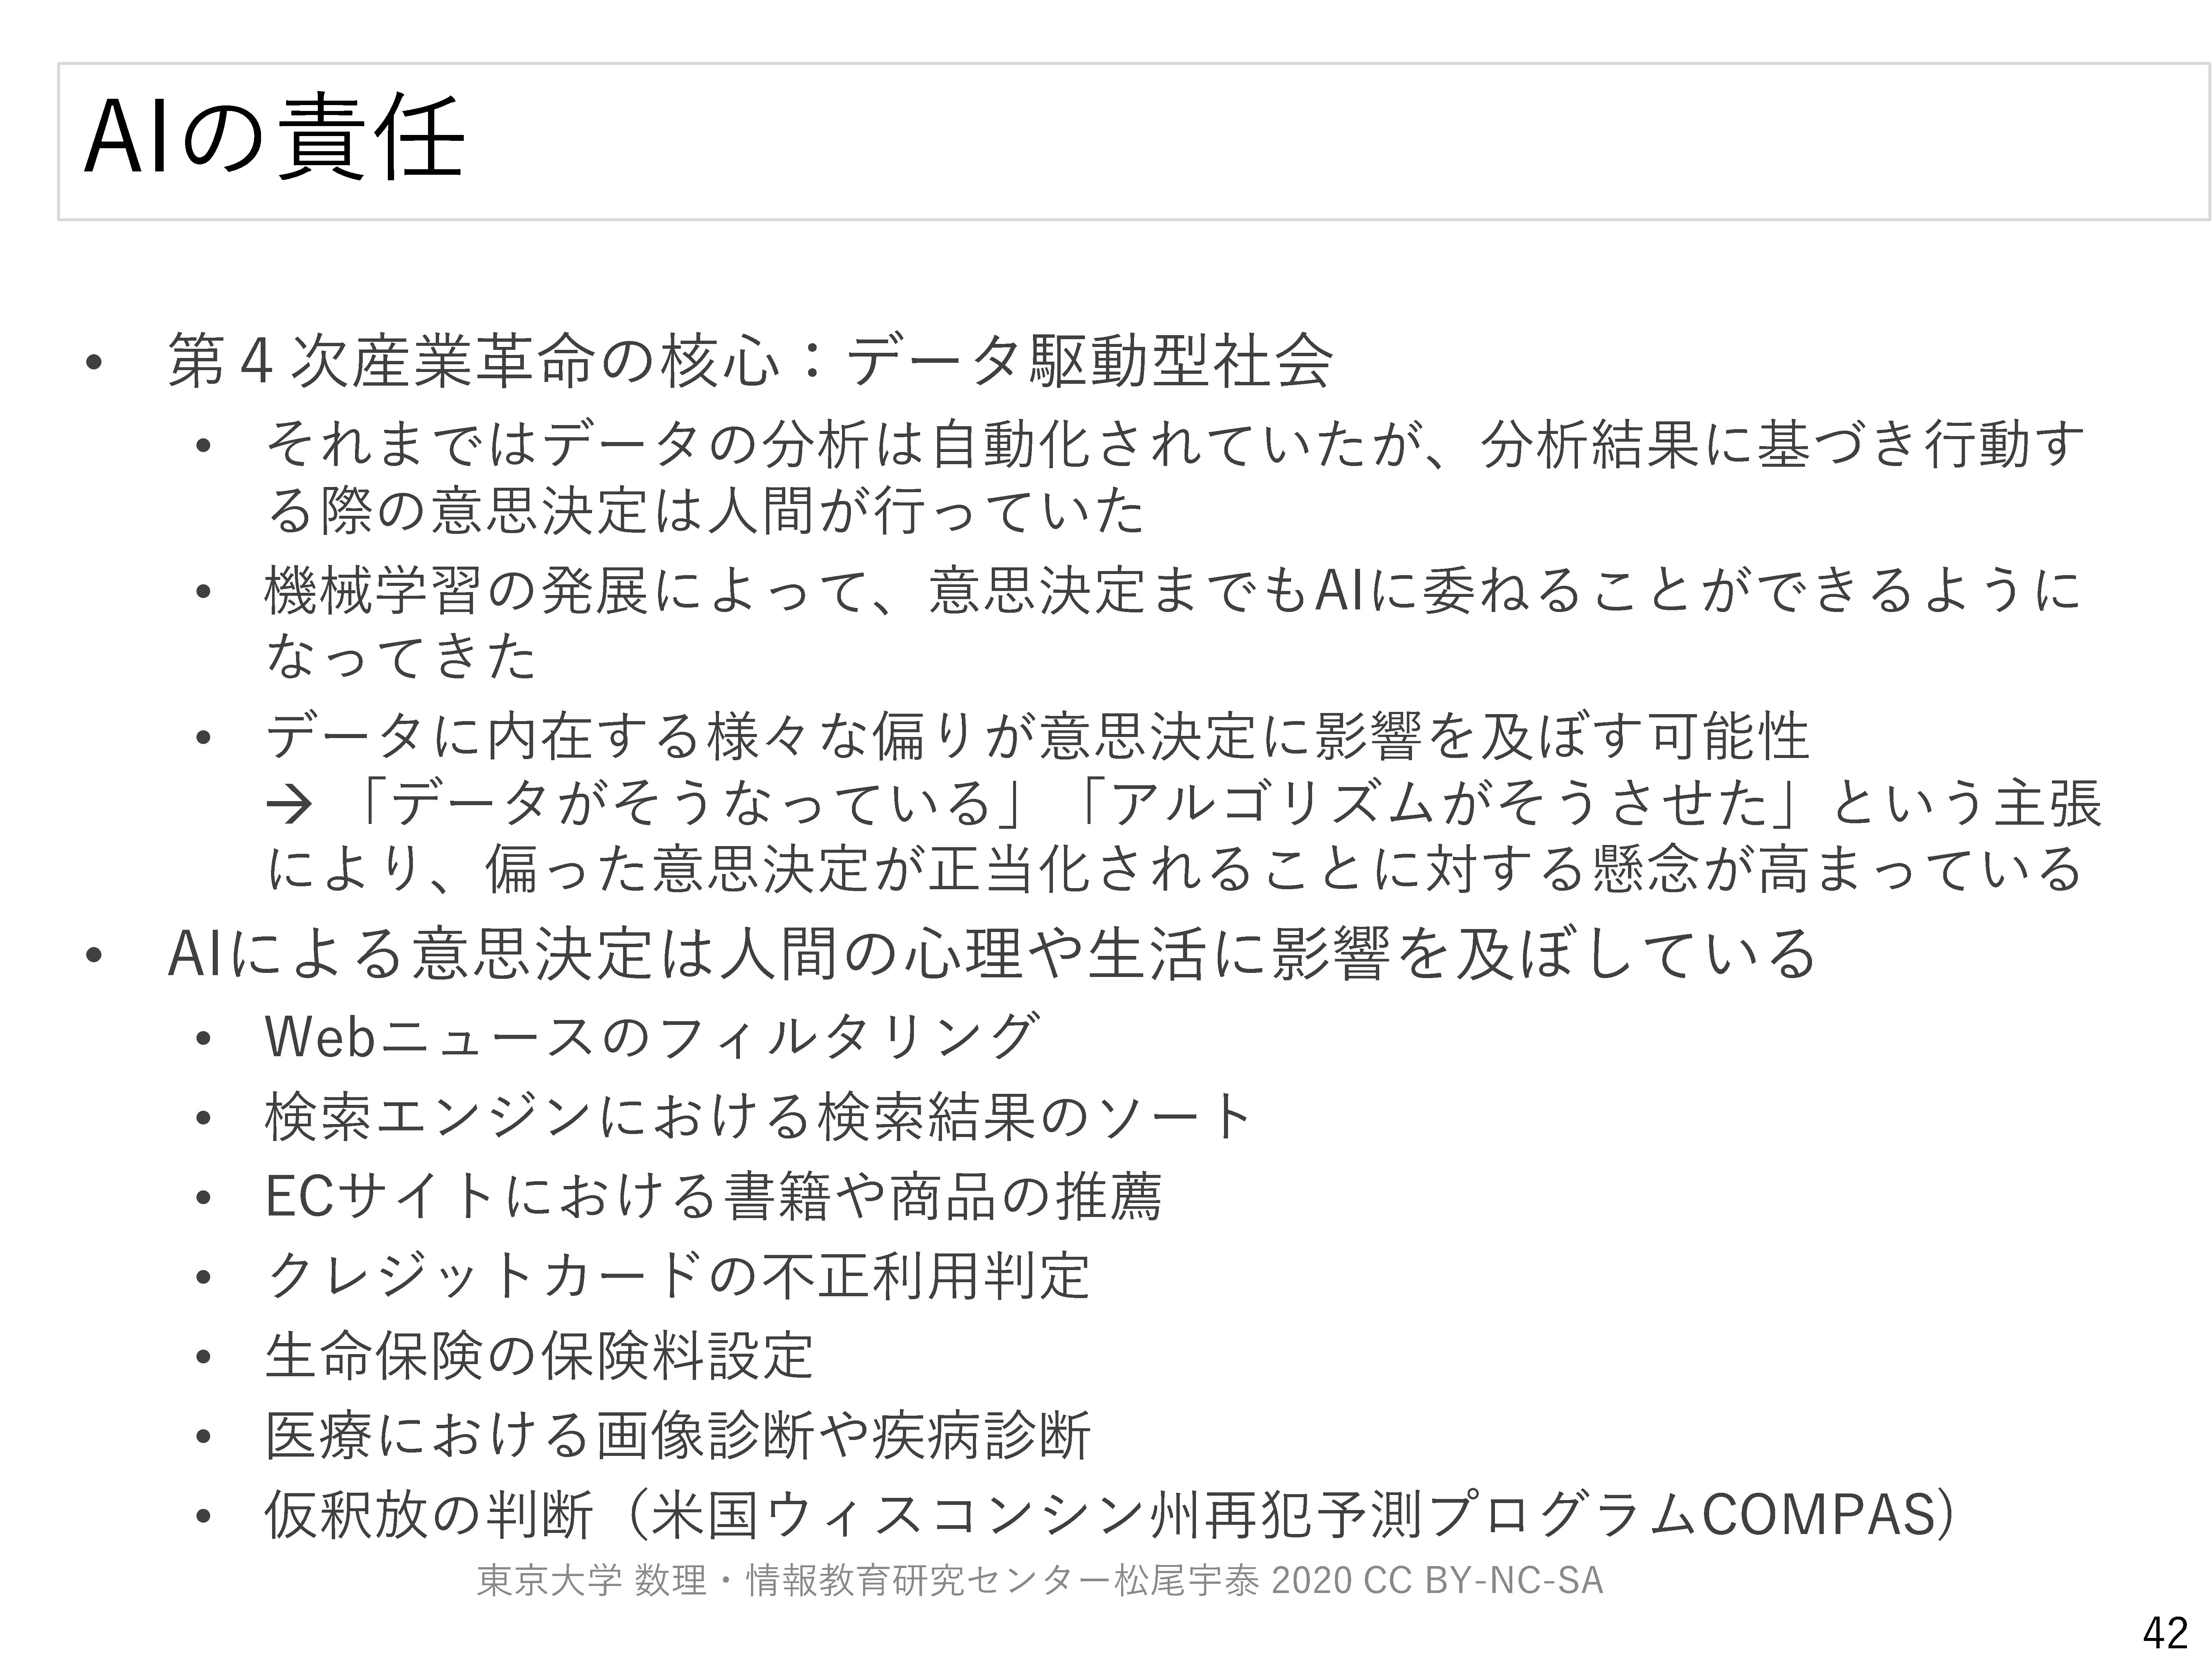 AIの責任
• 第４次産業革命の核心：データ駆動型社会
• それまではデータの分析は自動化されていたが、分析結果に基づき行動す
る際の意思決定は人間が行っていた
• 機械学習の発展によって、意思決定までもAIに委ねることができるように
なってきた
• データに内在する様々な偏りが意思決定に影響を及ぼす可能性
→ 「データがそうなっている」「アルゴリズムがそうさせた」という主張
により、偏った意思決定が正当化されることに対する懸念が高まっている
• AIによる意思決定は人間の心理や生活に影響を及ぼしている
• Webニュースのフィルタリング
• 検索エンジンにおける検索結果のソート
• ECサイトにおける書籍や商品の推薦
• クレジットカードの不正利用判定
• 生命保険の保険料設定
• 医療における画像診断や疾病診断
• 仮釈放の判断（米国ウィスコンシン州再犯予測プログラムCOMPAS）
東京大学 数理・情報教育研究センター松尾宇泰 2020 CC BY-NC-SA
42